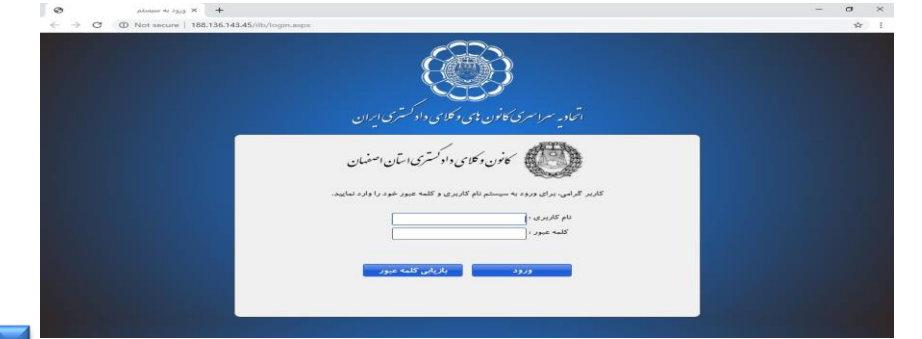 ورود به سیستم
Not secure | 188.136.143.45/iib/login.aspx
اتحادیه سراسری کانون های وکلای دادگستری ایران
کانون وکلای دادگستری استان اصفهان
کاربر گرامی، برای ورود به سیستم نام کاربری و کلمه عبور خود را وارد نمایید.
نام کاربری :
کلمه عبور :
ورود بازیابی کلمه عبور